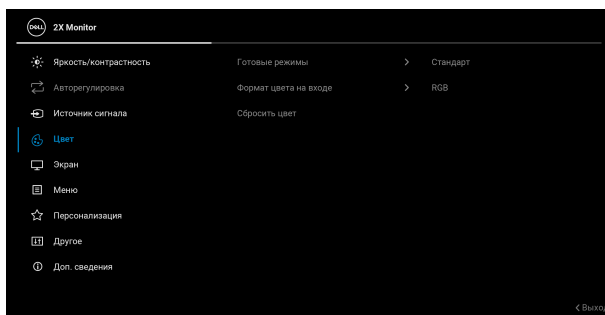 DELL 2X Monitor
Яркость/контрастность Готовые режимы > Стандарт
Авторегулировка Формат цвета на входе > RGB
Источник сигнала Сбросить цвет
Цвет
Экран
Меню
Персонализация
Другое
Доп. сведения
< Выход